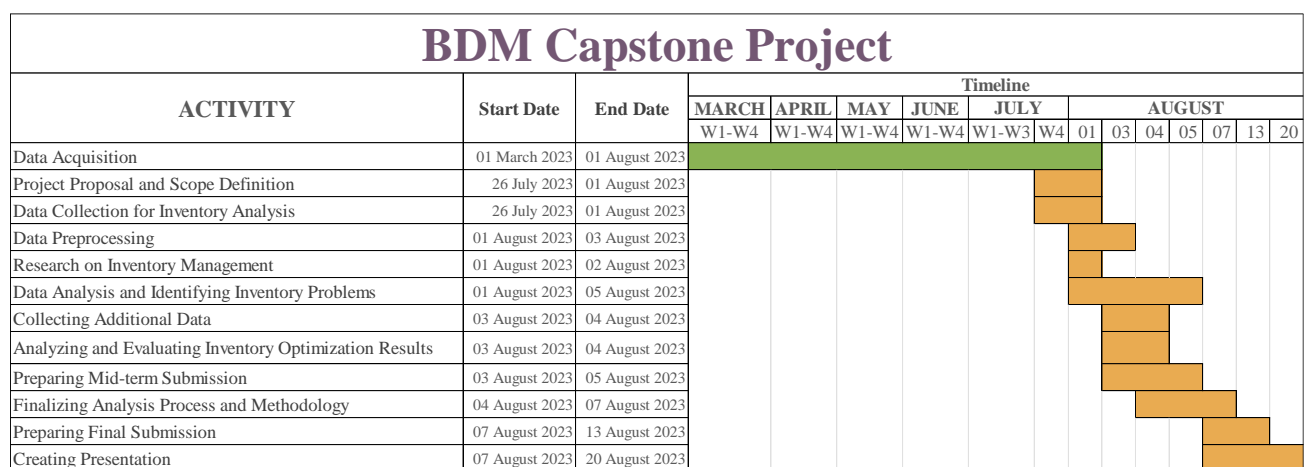 BDM Capstone Project
ACTIVITY Start Date End Date Timeline
MARCH APRIL MAY JUNE JULY AUGUST
W1-W4 W1-W4 W1-W4 W1-W4 W1-W3 W4 01 03 04 05 07 13 20
Data Acquisition 01 March 2023 01 August 2023
Project Proposal and Scope Definition 26 July 2023 01 August 2023
Data Collection for Inventory Analysis 26 July 2023 01 August 2023
Data Preprocessing 01 August 2023 03 August 2023
Research on Inventory Management 01 August 2023 02 August 2023
Data Analysis and Identifying Inventory Problems 01 August 2023 05 August 2023
Collecting Additional Data 03 August 2023 04 August 2023
Analyzing and Evaluating Inventory Optimization Results 03 August 2023 04 August 2023
Preparing Mid-term Submission 03 August 2023 05 August 2023
Finalizing Analysis Process and Methodology 04 August 2023 07 August 2023
Preparing Final Submission 07 August 2023 13 August 2023
Creating Presentation 07 August 2023 20 August 2023